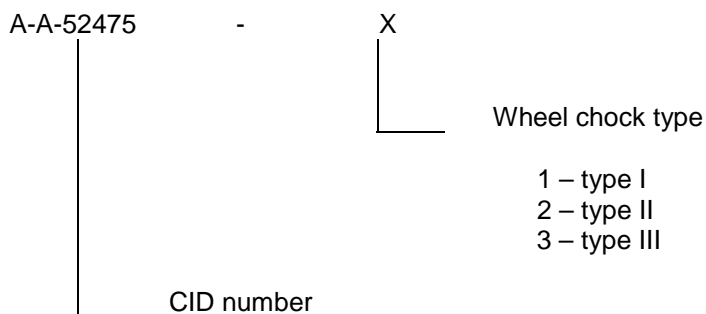 A-A-52475 - X
Wheel chock type
1 – type I
2 – type II
3 – type III
CID number